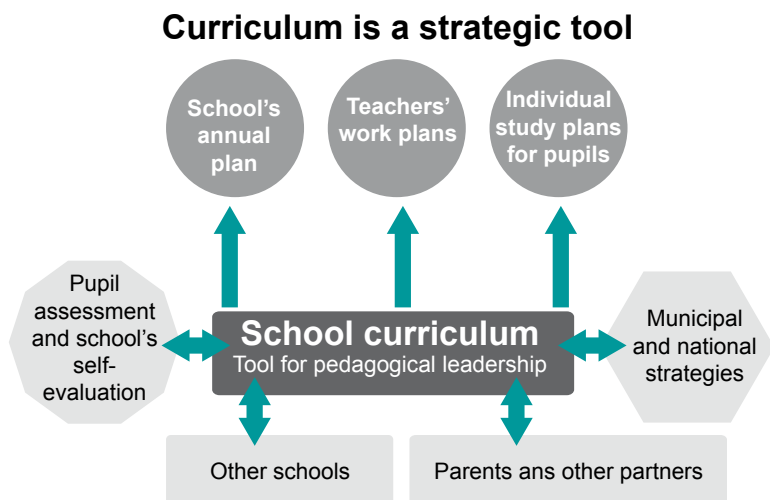 Curriculum is a strategic tool
School's
annual
plan
Teachers'
work plans
Individual
study plans
for pupils
Pupil
assessment
and school's
self-
evaluation
School curriculum
Tool for pedagogical leadership
Municipal
and national
strategies
Other schools
Parents ans other partners